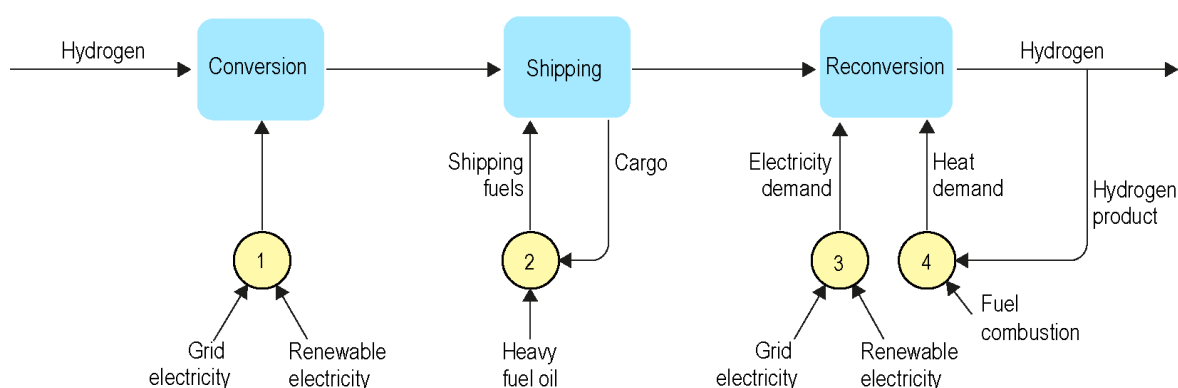 Hydrogen
Conversion
Shipping
Reconversion
Hydrogen
Shipping
fuels
Cargo
Electricity
demand
Heat
demand
Hydrogen
product
1
2
3
4
Grid
electricity
Renewable
electricity
Heavy
fuel oil
Grid
electricity
Renewable
electricity
Fuel
combustion